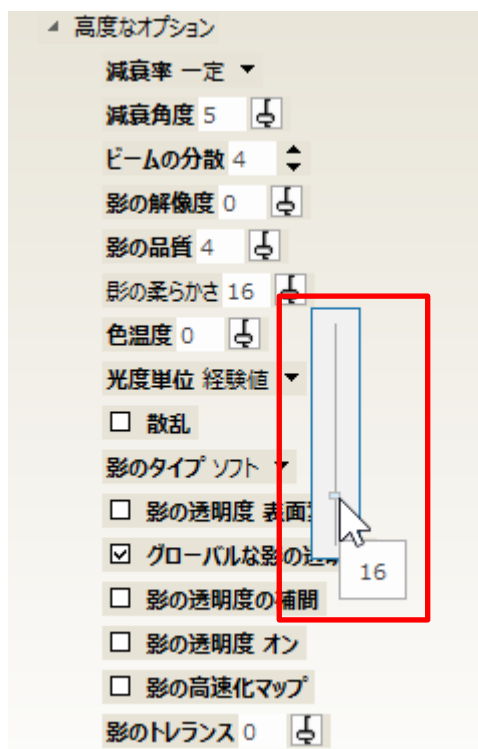 高度なオプション
減衰率 一定
減衰角度 5
ビームの分散 4
影の解像度 0
影の品質 4
影の柔らかさ 16
色温度 0
光度単位 経験値
散乱
影のタイプ ソフト
影の透明度 表面
グローバルな影の透
16
影の透明度の補間
影の透明度 オン
影の高速化マップ
影のトレランス 0